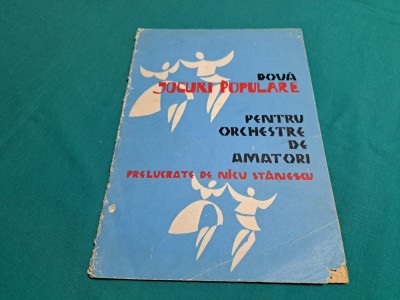 DOUĂ
JOCURI POPULARE
PENTRU
ORCHESTRE
DE
AMATORI
PRELUCRATE DE NICU STĂNESCU